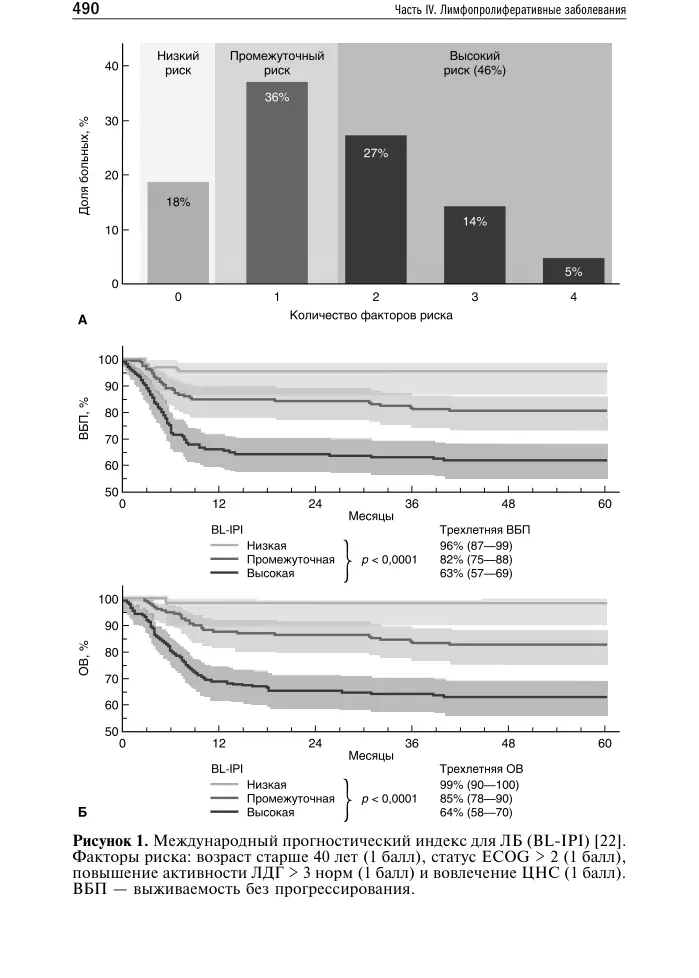 490
Часть IV. Лимфопролиферативные заболевания
Низкий риск
Промежуточный риск
Высокий риск (46%)
Доля больных, %
40
30
20
10
0
18%
36%
27%
14%
5%
0 1 2 3 4
Количество факторов риска
А
ВБП, %
100
90
80
70
60
50
0 12 24 36 48 60
Месяцы
BL-IPI Трехлетняя ВБП
Низкая 96% (87—99)
Промежуточная p < 0,0001 82% (75—88)
Высокая 63% (57—69)
ОВ, %
100
90
80
70
60
50
0 12 24 36 48 60
Месяцы
BL-IPI Трехлетняя ОВ
Низкая 99% (90—100)
Промежуточная p < 0,0001 85% (78—90)
Высокая 64% (58—70)
Б
Рисунок 1. Международный прогностический индекс для ЛБ (BL-IPI) [22].
Факторы риска: возраст старше 40 лет (1 балл), статус ECOG > 2 (1 балл),
повышение активности ЛДГ > 3 норм (1 балл) и вовлечение ЦНС (1 балл).
ВБП — выживаемость без прогрессирования.